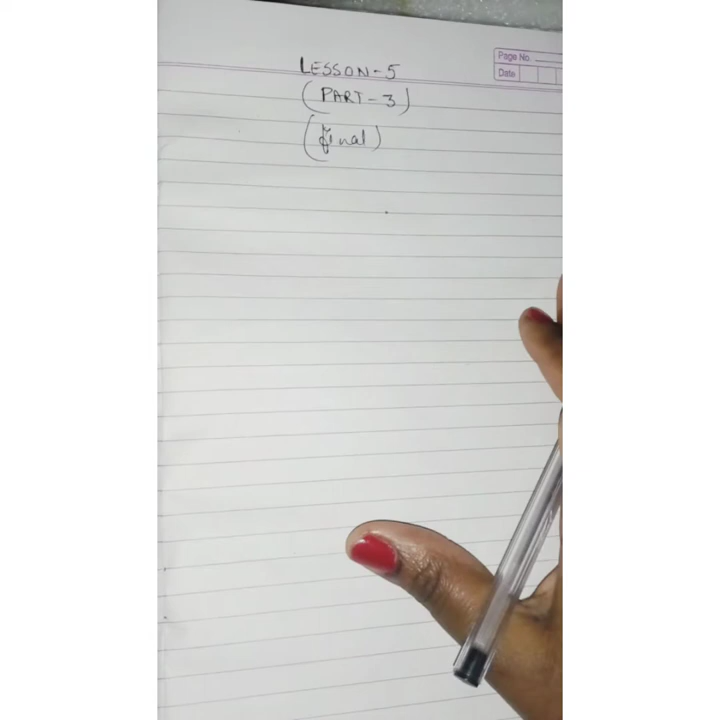 Page No.
Date
LESSON-5
(PART-3)
(final)